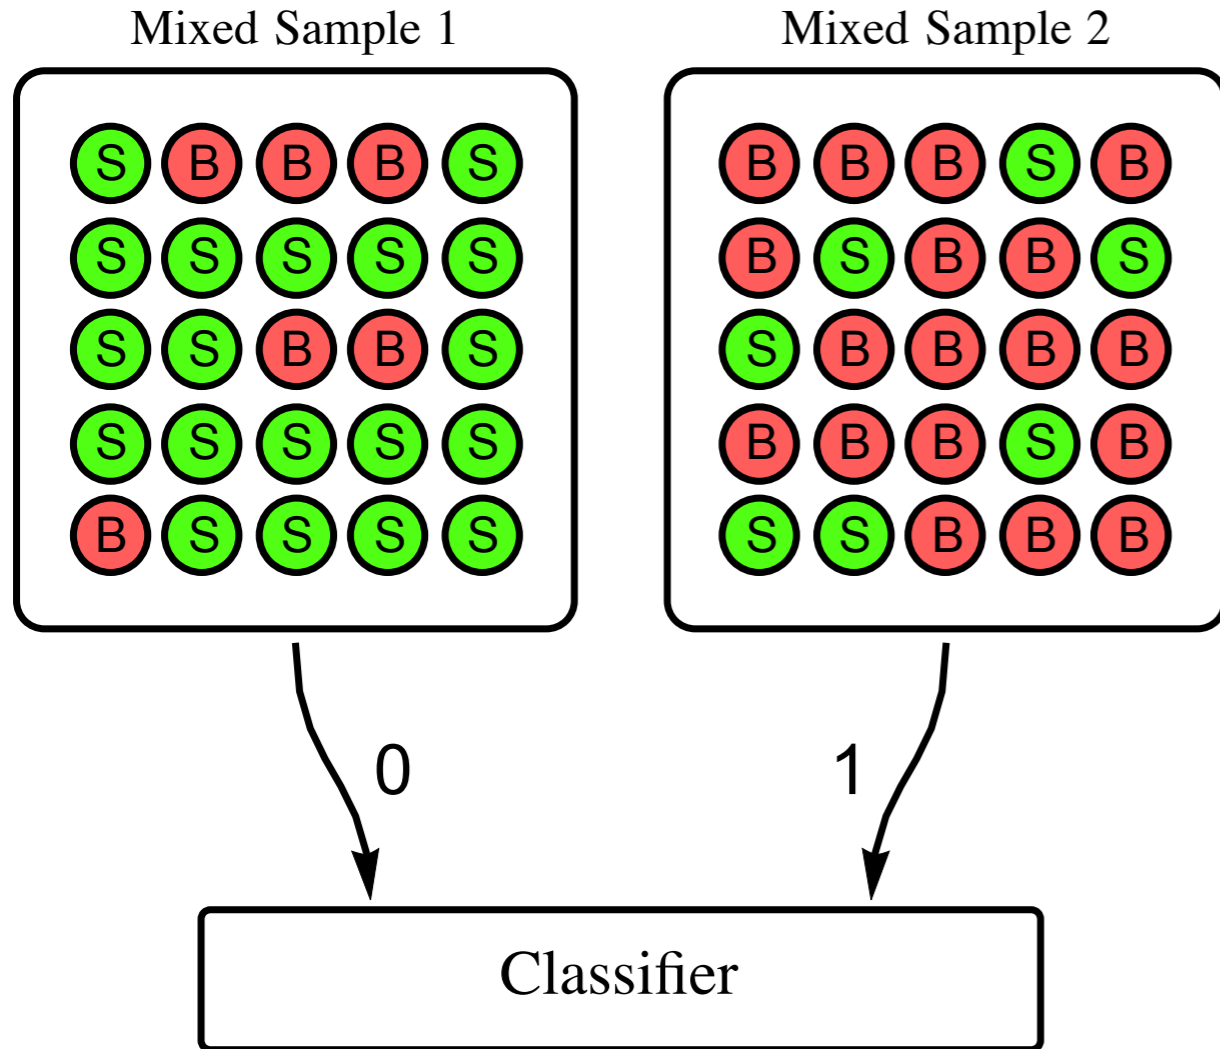 Mixed Sample 1
Mixed Sample 2
S B B B S
B B B S B
S S S S S
B S B B S
S S B B S
S B B B B
S S S S S
B B B S B
B S S S S
S S B B B
0
1
Classifier